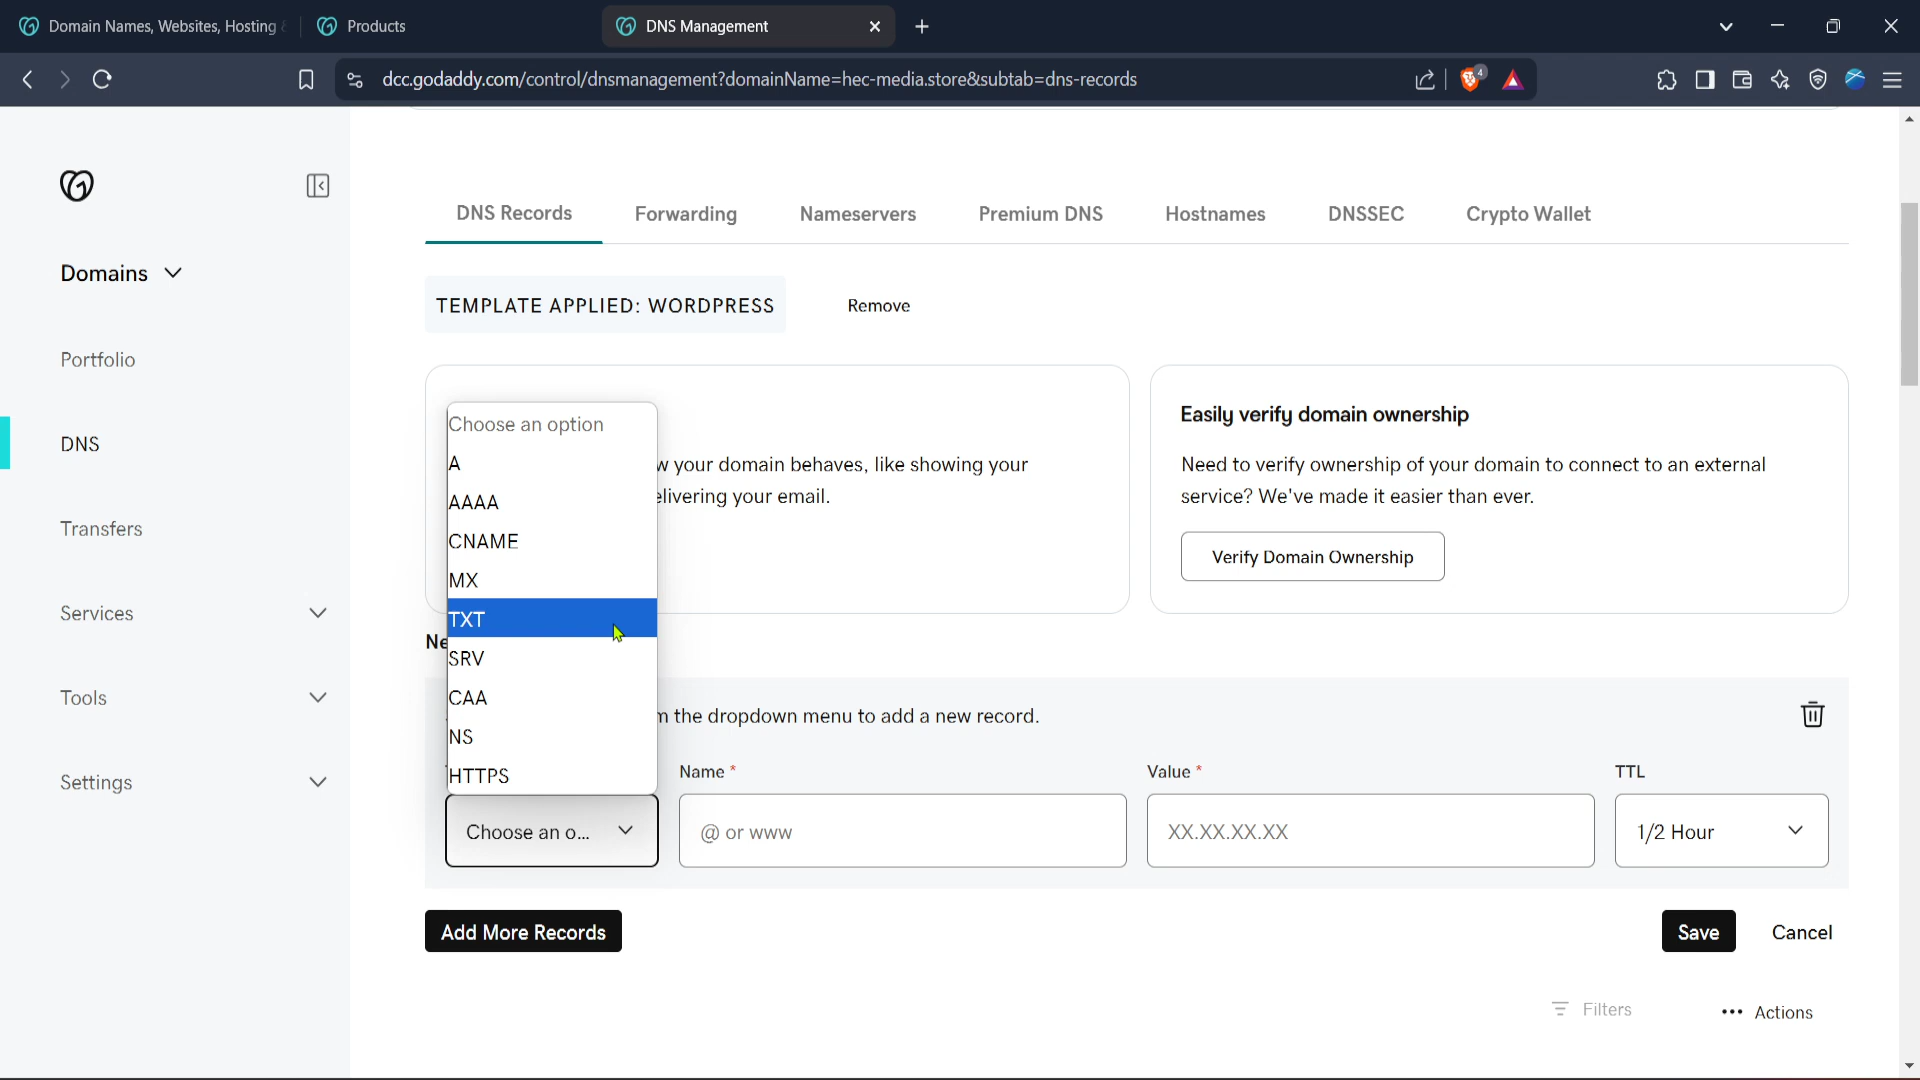 Domain Names, Websites, Hosting
Products
DNS Management
dcc.godaddy.com/control/dnsmanagement?domainName=hec-media.store&subtab=dns-records
4
Domains
Portfolio
DNS
Transfers
Services
Tools
Settings
DNS Records
Forwarding
Nameservers
Premium DNS
Hostnames
DNSSEC
Crypto Wallet
TEMPLATE APPLIED: WORDPRESS
Remove
w your domain behaves, like showing your
elivering your email.
Easily verify domain ownership
Need to verify ownership of your domain to connect to an external
service? We've made it easier than ever.
Verify Domain Ownership
Choose an option
A
AAAA
CNAME
MX
TXT
SRV
CAA
NS
HTTPS
Ne
m the dropdown menu to add a new record.
Name *
Value *
TTL
Choose an o...
@ or www
XX.XX.XX.XX
1/2 Hour
Add More Records
Save
Cancel
Filters
Actions